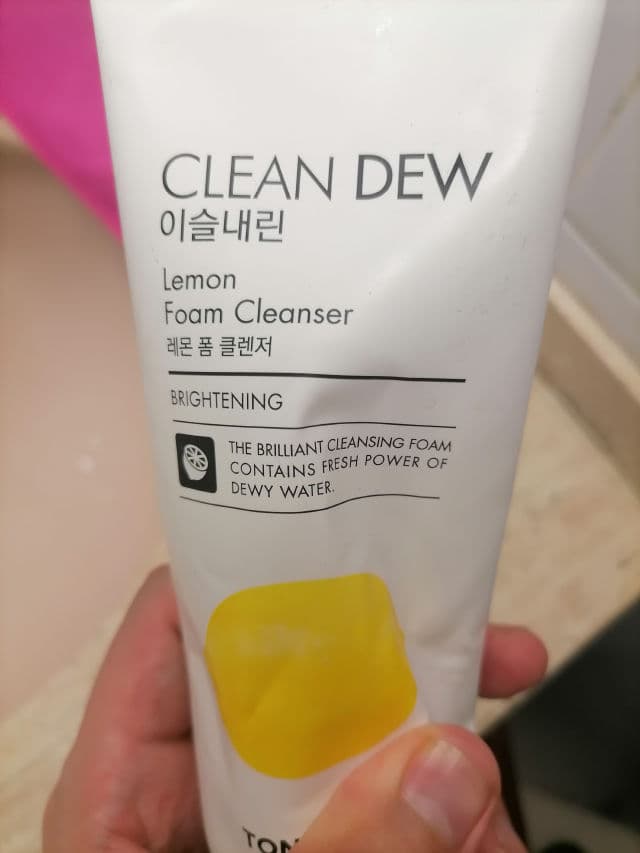 CLEAN DEW
이슬내린
Lemon
Foam Cleanser
레몬 폼 클렌저
BRIGHTENING
THE BRILLIANT CLEANSING FOAM
CONTAINS FRESH POWER OF
DEWY WATER.